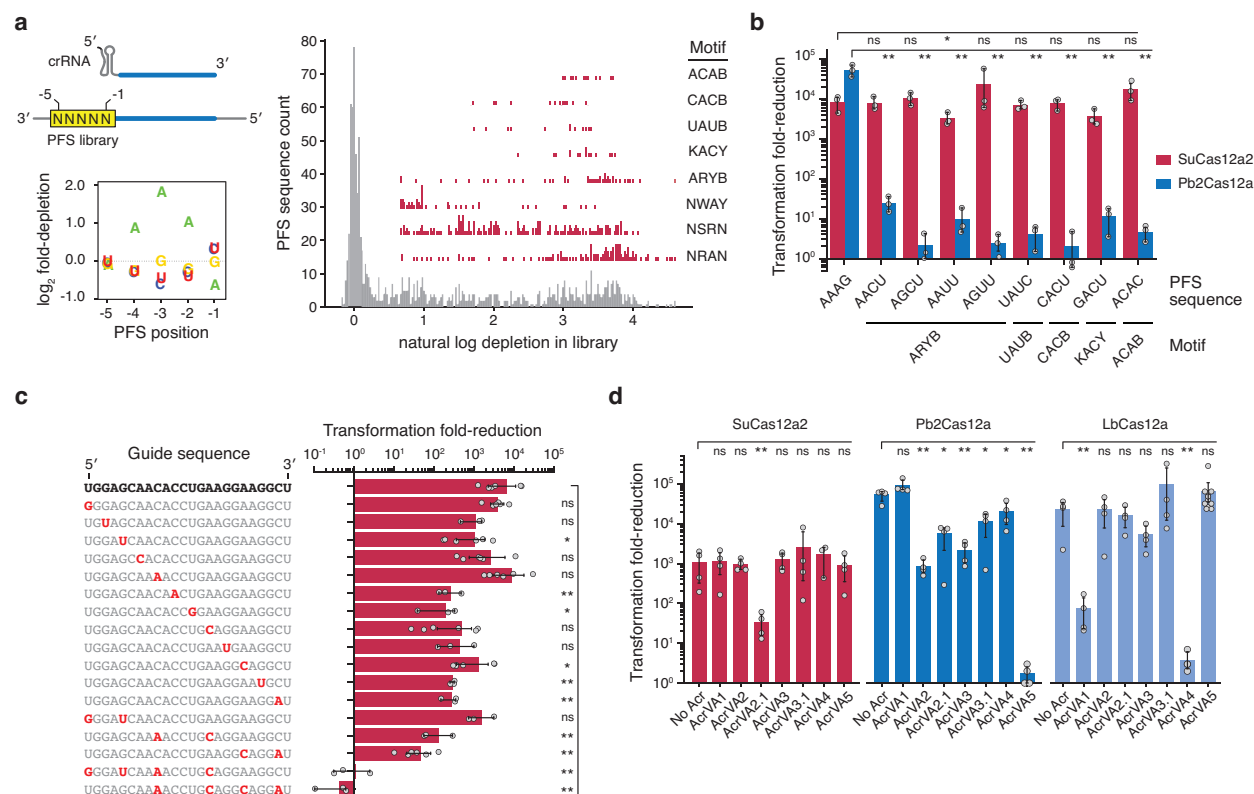 a
5′
crRNA
3′
-5 -1
3′ NNNNN 5′
PFS library
log2 fold-depletion
2.0
1.0
0.0
-1.0
-5 -4 -3 -2 -1
PFS position
PFS sequence count
80
70
60
50
40
30
20
10
0
0 1 2 3 4
natural log depletion in library
Motif
ACAB
CACB
UAUB
KACY
ARYB
NWAY
NSRN
NRAN
b
ns ns * ns ns ns ns ns
** ** ** ** ** ** ** **
Transformation fold-reduction
10^5
10^4
10^3
10^2
10^1
10^0
SuCas12a2
Pb2Cas12a
AAAG AACU AGCU AAUU AGUU UAUC CACU GACU ACAC
PFS sequence
ARYB UAUB CACB KACY ACAB
Motif
c
Transformation fold-reduction
Guide sequence
5′ 3′
10^-1 10^0 10^1 10^2 10^3 10^4 10^5
UGGAGCAACACCUGAAGGAAGGCU
GGGAGCAACACCUGAAGGAAGGCU ns
UGUAGCAACACCUGAAGGAAGGCU ns
UGGAUCAACACCUGAAGGAAGGCU *
UGGAGCCACACCUGAAGGAAGGCU ns
UGGAGCAAAACCUGAAGGAAGGCU ns
UGGAGCAACAACUGAAGGAAGGCU **
UGGAGCAACACCGGAAGGAAGGCU *
UGGAGCAACACCUGCAGGAAGGCU ns
UGGAGCAACACCUGAAUGAAGGCU ns
UGGAGCAACACCUGAAGGCAGGCU *
UGGAGCAACACCUGAAGGAAUGCU **
UGGAGCAACACCUGAAGGAAGGAU **
GGGAUCAACACCUGAAGGAAGGCU ns
UGGAGCAAAACCUGCAGGAAGGCU **
UGGAGCAACACCUGAAGGCAGGAU **
GGGAUCAAAACCUGCAGGAAGGCU **
UGGAGCAAAACCUGCAGGCAGGAU **
d
SuCas12a2 Pb2Cas12a LbCas12a
ns ns ** ns ns ns ns
ns ** * * * * **
** ns ns ns ns ** ns
Transformation fold-reduction
10^5
10^4
10^3
10^2
10^1
10^0
No Acr AcrVA1 AcrVA2 AcrVA2.1 AcrVA3 AcrVA3.1 AcrVA4 AcrVA5
No Acr AcrVA1 AcrVA2 AcrVA2.1 AcrVA3 AcrVA3.1 AcrVA4 AcrVA5
No Acr AcrVA1 AcrVA2 AcrVA2.1 AcrVA3 AcrVA3.1 AcrVA4 AcrVA5